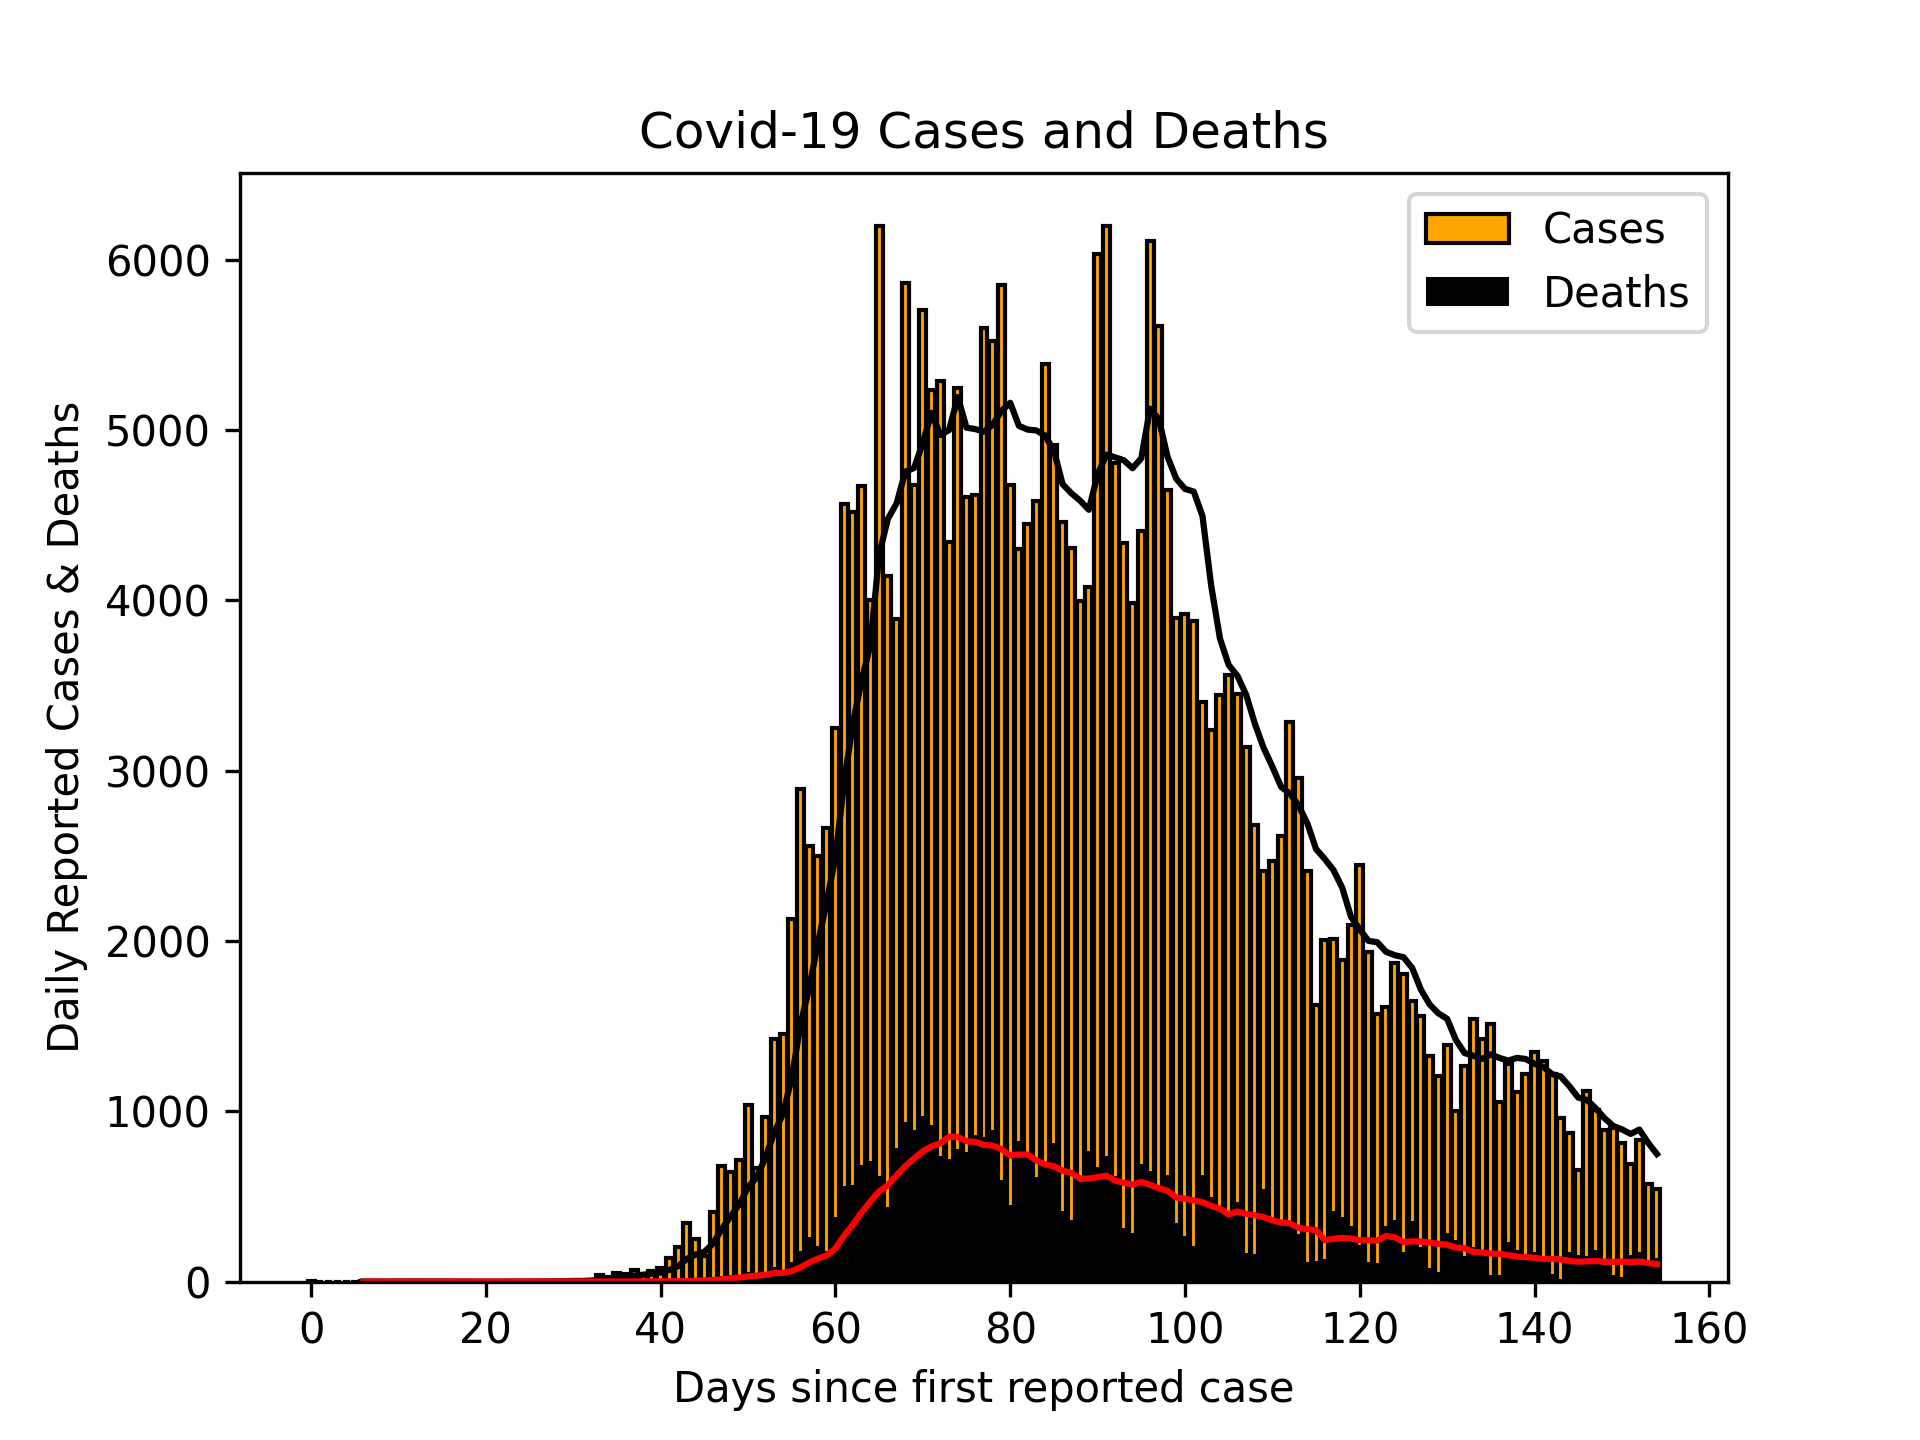 Covid-19 Cases and Deaths
Cases
Deaths
Daily Reported Cases & Deaths
6000
5000
4000
3000
2000
1000
0
0 20 40 60 80 100 120 140 160
Days since first reported case